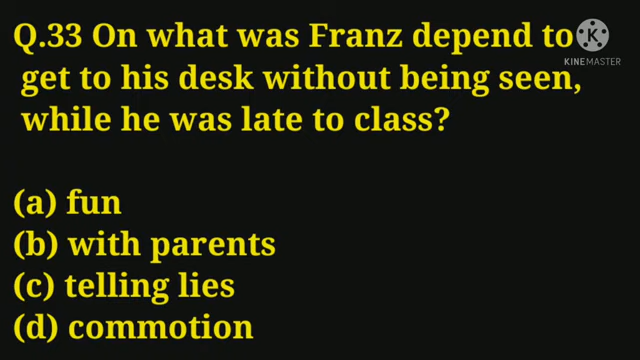 Q.33 On what was Franz depend to
get to his desk without being seen,
while he was late to class?
(a) fun
(b) with parents
(c) telling lies
(d) commotion
K
KINEMASTER